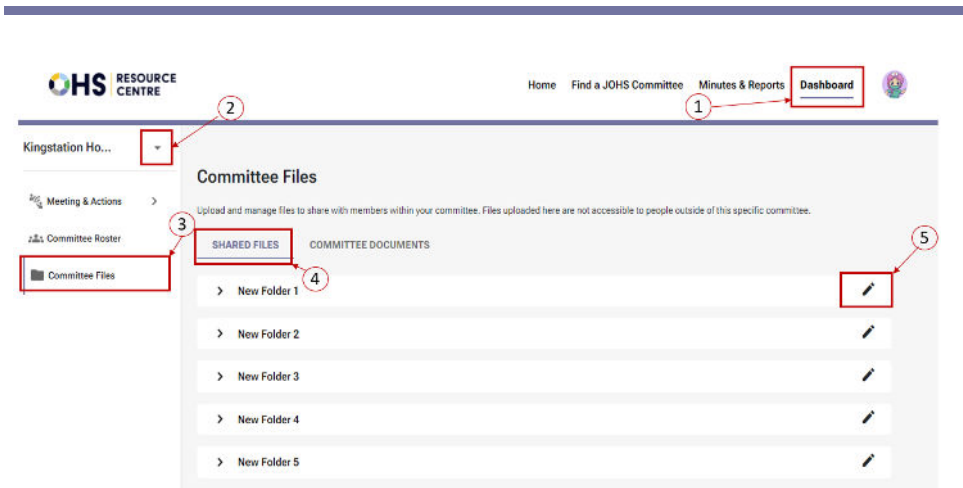 OHS RESOURCE CENTRE
Home Find a JOHS Committee Minutes & Reports Dashboard
1
2
Kingstation Ho...
Committee Files
Meeting & Actions
Upload and manage files to share with members within your committee. Files uploaded here are not accessible to people outside of this specific committee.
3
Committee Roster
SHARED FILES COMMITTEE DOCUMENTS
5
Committee Files
4
New Folder 1
New Folder 2
New Folder 3
New Folder 4
New Folder 5